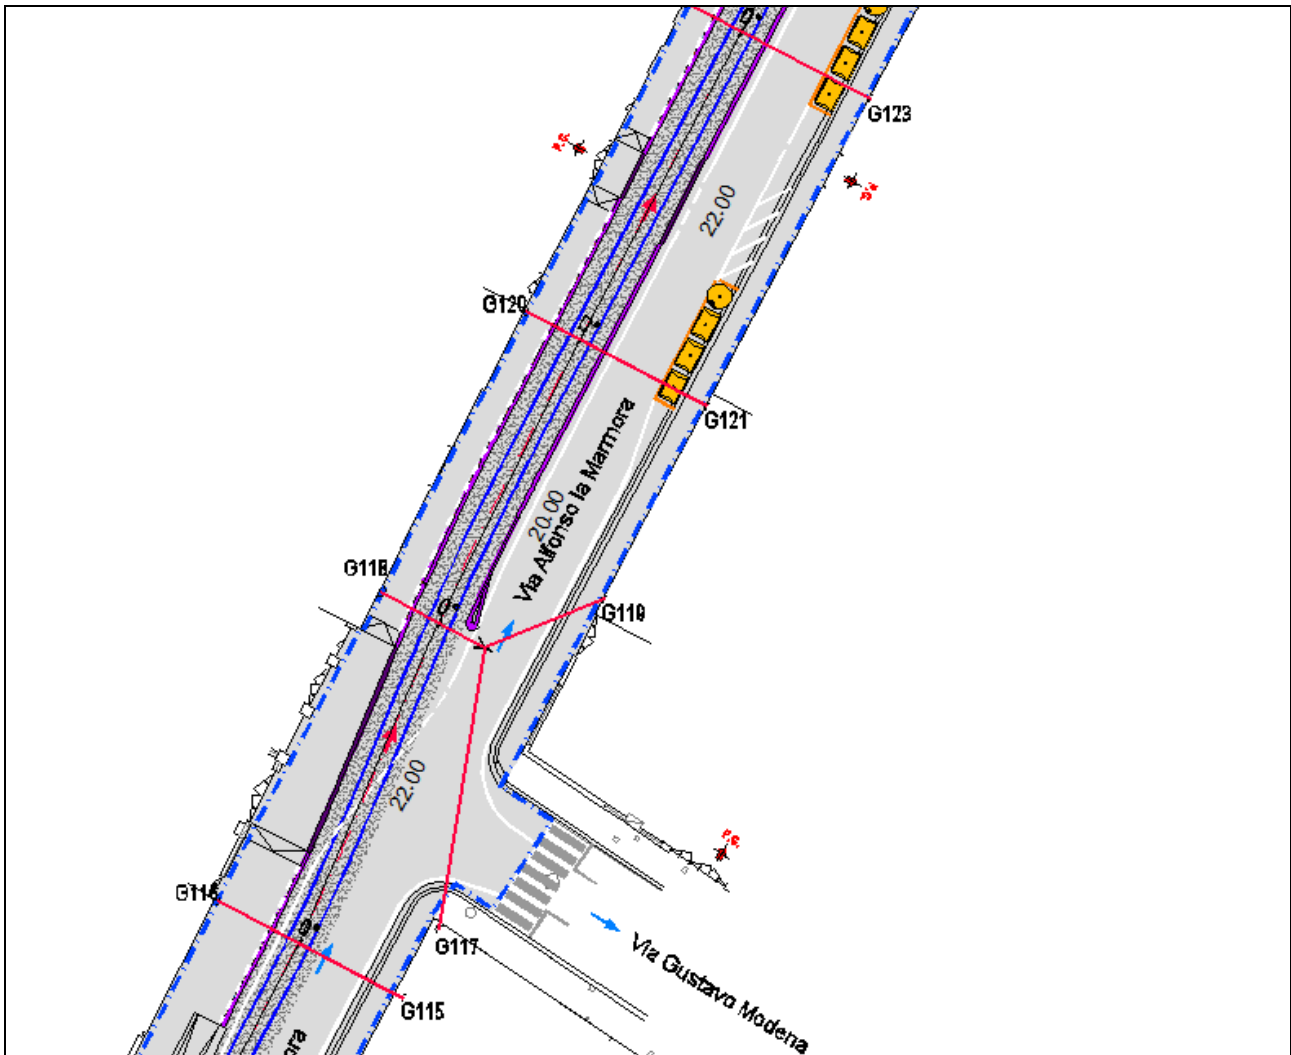 G123
P.C.
22.00
G120
G121
Via Alfonso la Marmora
20.00
G118
G119
22.00
P.C.
G116
G117
Via Gustavo Modena
G115
ora